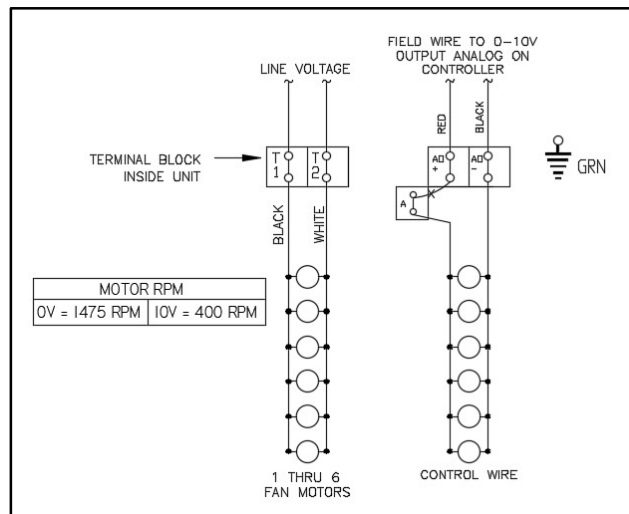 LINE VOLTAGE
FIELD WIRE TO 0-10V
OUTPUT ANALOG ON
CONTROLLER
RED
BLACK
TERMINAL BLOCK
INSIDE UNIT
T
1
T
2
AO
+
AO
-
GRN
A
BLACK
WHITE
MOTOR RPM
0V = 1475 RPM
10V = 400 RPM
1 THRU 6
FAN MOTORS
CONTROL WIRE